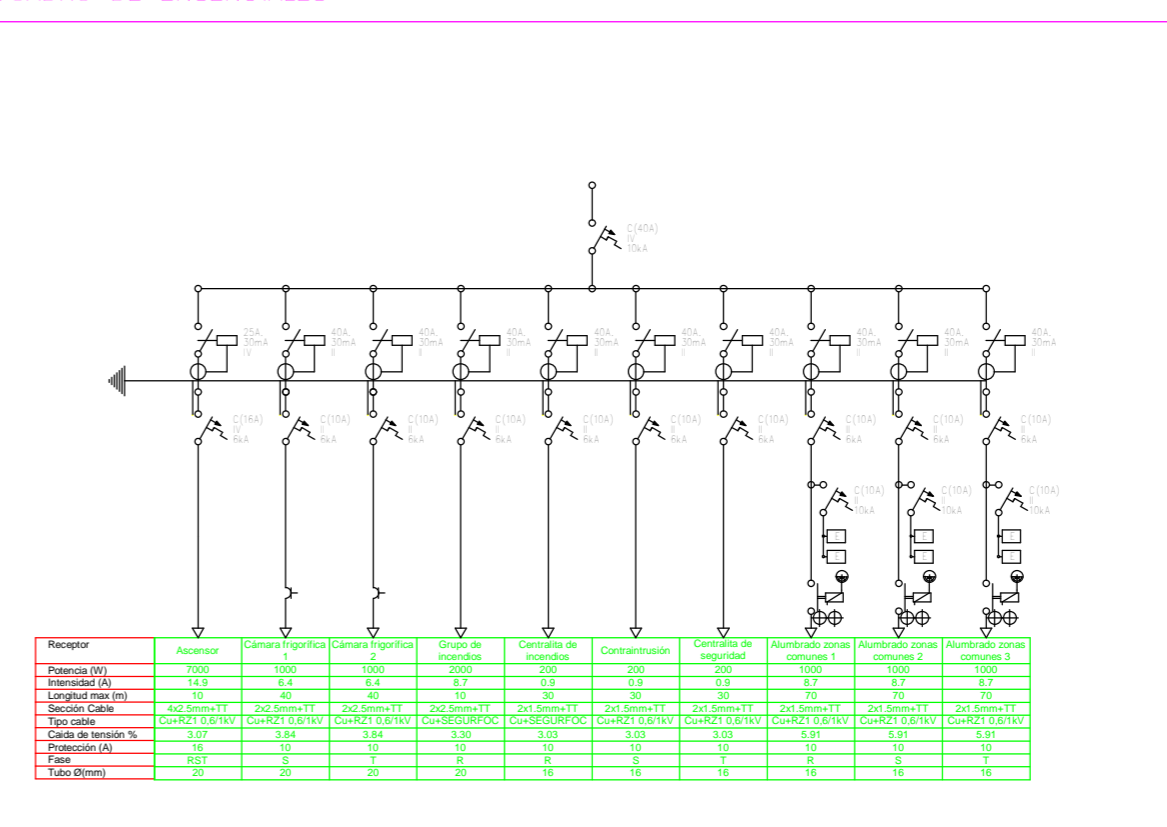 C(40A)
IV
10kA
25A, 40A, 40A, 40A, 40A, 40A, 40A, 40A, 40A, 40A,
30mA 30mA 30mA 30mA 30mA 30mA 30mA 30mA 30mA 30mA
IV II II II II II II II II II
C(16A) C(10A) C(10A) C(10A) C(10A) C(10A) C(10A) C(10A) C(10A) C(10A)
IV II II II II II II II II II
6kA 6kA 6kA 6kA 6kA 6kA 6kA 6kA 6kA 6kA
C(10A) C(10A) C(10A)
II II II
10kA 10kA 10kA
E E E
E E E
Receptor Ascensor Cámara frigorífica 1 Cámara frigorífica 2 Grupo de incendios Centralita de incendios Contraintrusión Centralita de seguridad Alumbrado zonas comunes 1 Alumbrado zonas comunes 2 Alumbrado zonas comunes 3
Potencia (W) 7000 1000 1000 2000 200 200 200 1000 1000 1000
Intensidad (A) 14.9 6.4 6.4 8.7 0.9 0.9 0.9 8.7 8.7 8.7
Longitud max (m) 10 40 40 10 30 30 30 70 70 70
Sección Cable 4x2.5mm+TT 2x2.5mm+TT 2x2.5mm+TT 2x2.5mm+TT 2x1.5mm+TT 2x1.5mm+TT 2x1.5mm+TT 2x1.5mm+TT 2x1.5mm+TT 2x1.5mm+TT
Tipo cable Cu+RZ1 0,6/1kV Cu+RZ1 0,6/1kV Cu+RZ1 0,6/1kV Cu+SEGURFOC Cu+SEGURFOC Cu+RZ1 0,6/1kV Cu+RZ1 0,6/1kV Cu+RZ1 0,6/1kV Cu+RZ1 0,6/1kV Cu+RZ1 0,6/1kV
Caida de tensión % 3.07 3.84 3.84 3.30 3.03 3.03 3.03 5.91 5.91 5.91
Protección (A) 16 10 10 10 10 10 10 10 10 10
Fase RST S T R R S T R S T
Tubo Ø(mm) 20 20 20 20 16 16 16 16 16 16